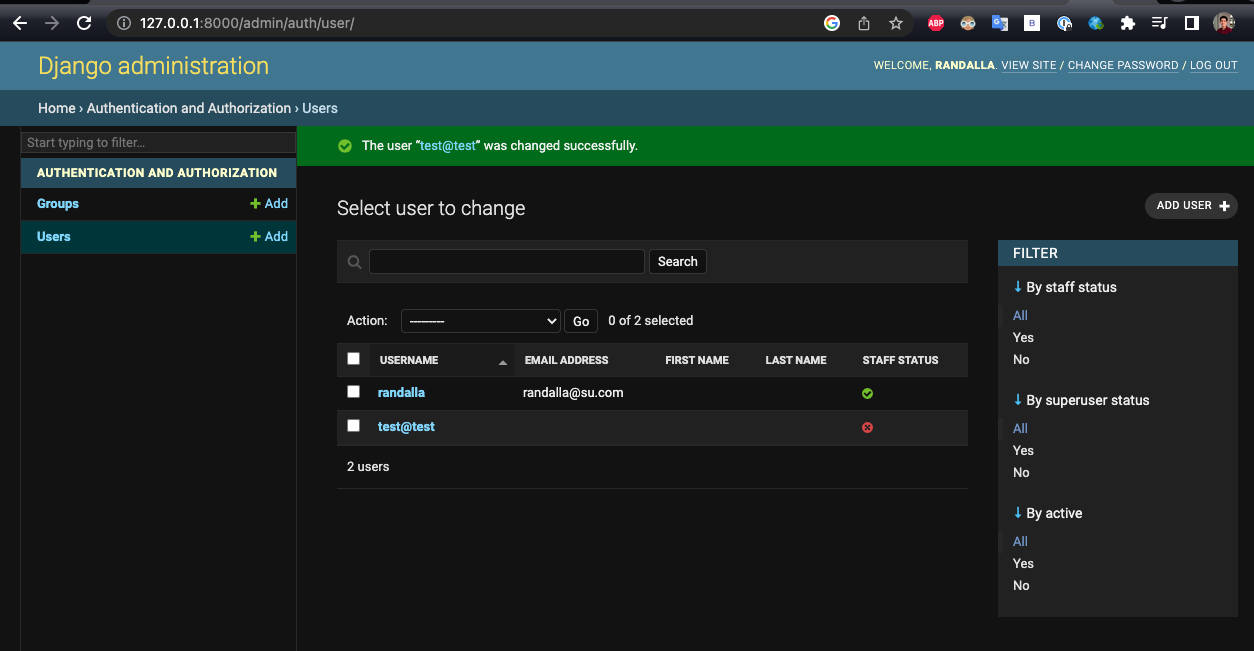 127.0.0.1:8000/admin/auth/user/
ABP
G
B
Django administration
WELCOME, RANDALLA. VIEW SITE / CHANGE PASSWORD / LOG OUT
Home › Authentication and Authorization › Users
Start typing to filter...
AUTHENTICATION AND AUTHORIZATION
Groups + Add
Users + Add
The user “test@test” was changed successfully.
Select user to change
ADD USER +
Search
Action: --------- Go 0 of 2 selected
USERNAME EMAIL ADDRESS FIRST NAME LAST NAME STAFF STATUS
randalla randalla@su.com
test@test
2 users
FILTER
↓ By staff status
All
Yes
No
↓ By superuser status
All
Yes
No
↓ By active
All
Yes
No